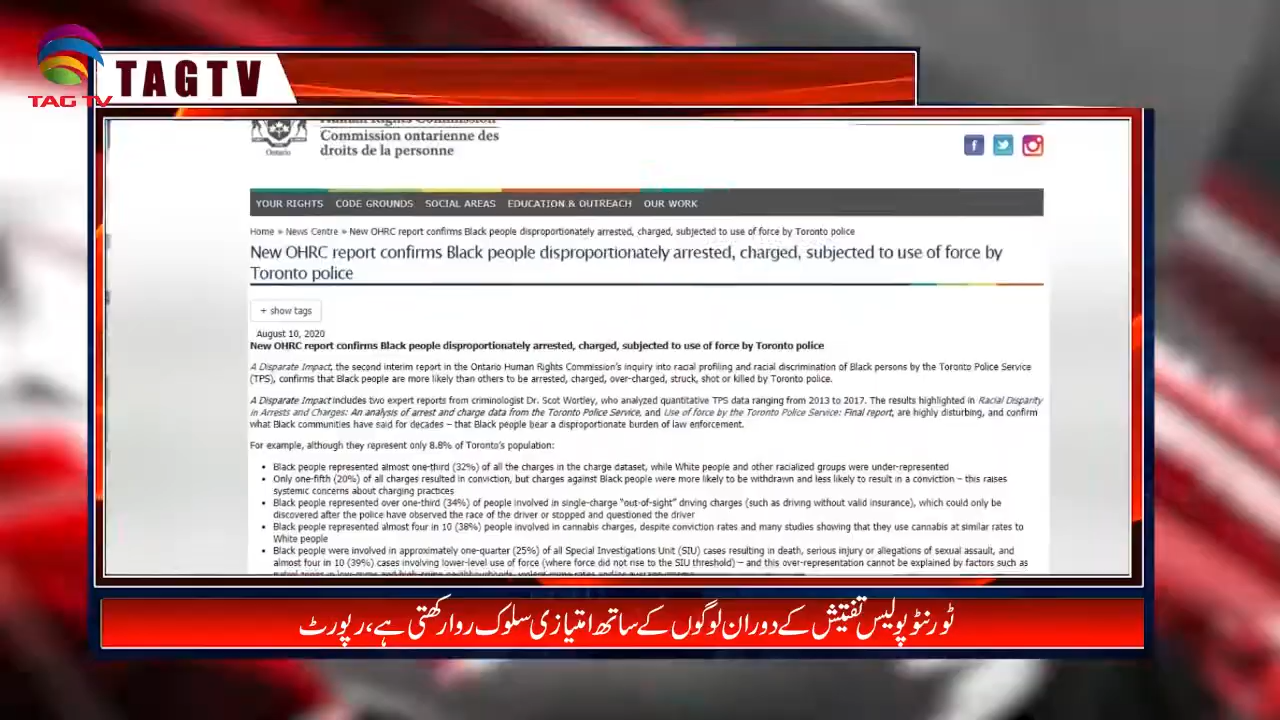 TAGTV
TAG TV
Human Rights Commission
Commission ontarienne des
droits de la personne
Ontario
YOUR RIGHTS CODE GROUNDS SOCIAL AREAS EDUCATION & OUTREACH OUR WORK
Home » News Centre » New OHRC report confirms Black people disproportionately arrested, charged, subjected to use of force by Toronto police
New OHRC report confirms Black people disproportionately arrested, charged, subjected to use of force by
Toronto police
+ show tags
August 10, 2020
New OHRC report confirms Black people disproportionately arrested, charged, subjected to use of force by Toronto police
A Disparate Impact, the second interim report in the Ontario Human Rights Commission's inquiry into racial profiling and racial discrimination of Black persons by the Toronto Police Service
(TPS), confirms that Black people are more likely than others to be arrested, charged, over-charged, struck, shot or killed by Toronto police.
A Disparate Impact includes two expert reports from criminologist Dr. Scot Wortley, who analyzed quantitative TPS data ranging from 2013 to 2017. The results highlighted in Racial Disparity
in Arrests and Charges: An analysis of arrest and charge data from the Toronto Police Service, and Use of force by the Toronto Police Service: Final report, are highly disturbing, and confirm
what Black communities have said for decades – that Black people bear a disproportionate burden of law enforcement.
For example, although they represent only 8.8% of Toronto's population:
• Black people represented almost one-third (32%) of all the charges in the charge dataset, while White people and other racialized groups were under-represented
• Only one-fifth (20%) of all charges resulted in conviction, but charges against Black people were more likely to be withdrawn and less likely to result in a conviction – this raises
systemic concerns about charging practices
• Black people represented over one-third (34%) of people involved in single-charge "out-of-sight" driving charges (such as driving without valid insurance), which could only be
discovered after the police have observed the race of the driver or stopped and questioned the driver
• Black people represented almost four in 10 (38%) people involved in cannabis charges, despite conviction rates and many studies showing that they use cannabis at similar rates to
White people
• Black people were involved in approximately one-quarter (25%) of all Special Investigations Unit (SIU) cases resulting in death, serious injury or allegations of sexual assault, and
almost four in 10 (39%) cases involving lower-level use of force (where force did not rise to the SIU threshold) – and this over-representation cannot be explained by factors such as
ٹورنٹو پولیس تفتیش کے دوران لوگوں کے ساتھ امتیازی سلوک روا رکھتی ہے، رپورٹ